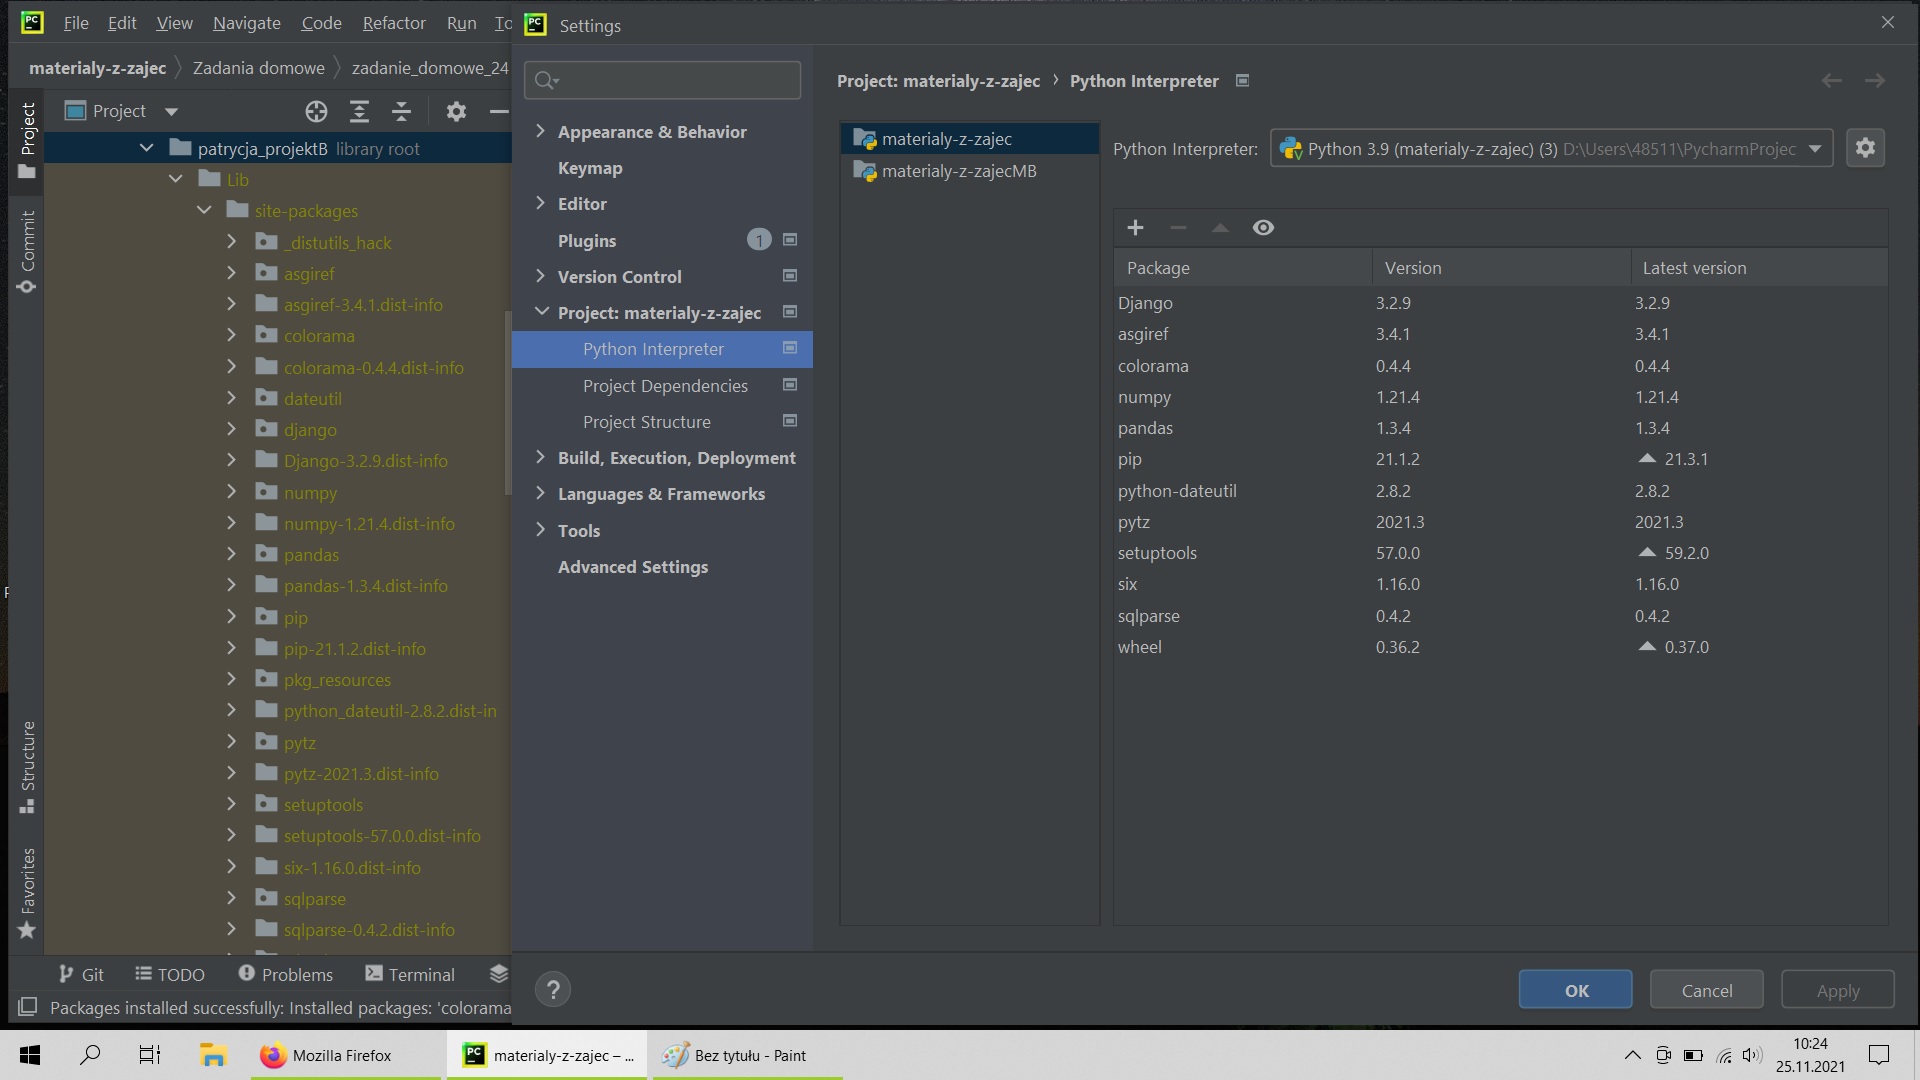 PC File Edit View Navigate Code Refactor Run To
materialy-z-zajec Zadania domowe zadanie_domowe_24
Project
Project
Commit
Structure
Favorites
patrycja_projektB library root
Lib
site-packages
_distutils_hack
asgiref
asgiref-3.4.1.dist-info
colorama
colorama-0.4.4.dist-info
dateutil
django
Django-3.2.9.dist-info
numpy
numpy-1.21.4.dist-info
pandas
pandas-1.3.4.dist-info
pip
pip-21.1.2.dist-info
pkg_resources
python_dateutil-2.8.2.dist-in
pytz
pytz-2021.3.dist-info
setuptools
setuptools-57.0.0.dist-info
six-1.16.0.dist-info
sqlparse
sqlparse-0.4.2.dist-info
Git TODO Problems Terminal
Packages installed successfully: Installed packages: 'colorama
PC Settings
Appearance & Behavior
Keymap
Editor
Plugins 1
Version Control
Project: materialy-z-zajec
Python Interpreter
Project Dependencies
Project Structure
Build, Execution, Deployment
Languages & Frameworks
Tools
Advanced Settings
?
Project: materialy-z-zajec › Python Interpreter
materialy-z-zajec
materialy-z-zajecMB
Python Interpreter: Python 3.9 (materialy-z-zajec) (3) D:\Users\48511\PycharmProjec
Package Version Latest version
Django 3.2.9 3.2.9
asgiref 3.4.1 3.4.1
colorama 0.4.4 0.4.4
numpy 1.21.4 1.21.4
pandas 1.3.4 1.3.4
pip 21.1.2 21.3.1
python-dateutil 2.8.2 2.8.2
pytz 2021.3 2021.3
setuptools 57.0.0 59.2.0
six 1.16.0 1.16.0
sqlparse 0.4.2 0.4.2
wheel 0.36.2 0.37.0
OK Cancel Apply
Mozilla Firefox PC materialy-z-zajec – ... Bez tytułu - Paint
10:24
25.11.2021